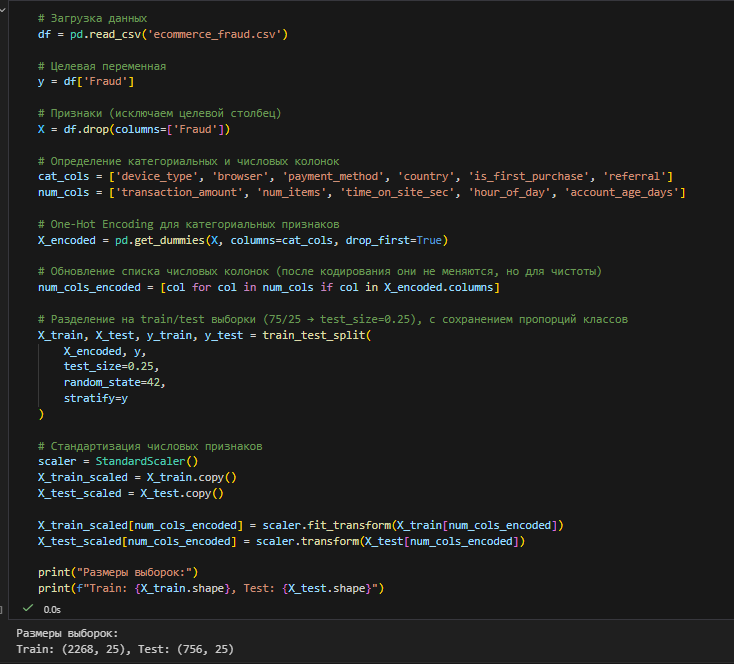 # Загрузка данных
df = pd.read_csv('ecommerce_fraud.csv')
# Целевая переменная
y = df['Fraud']
# Признаки (исключаем целевой столбец)
X = df.drop(columns=['Fraud'])
# Определение категориальных и числовых колонок
cat_cols = ['device_type', 'browser', 'payment_method', 'country', 'is_first_purchase', 'referral']
num_cols = ['transaction_amount', 'num_items', 'time_on_site_sec', 'hour_of_day', 'account_age_days']
# One-Hot Encoding для категориальных признаков
X_encoded = pd.get_dummies(X, columns=cat_cols, drop_first=True)
# Обновление списка числовых колонок (после кодирования они не меняются, но для чистоты)
num_cols_encoded = [col for col in num_cols if col in X_encoded.columns]
# Разделение на train/test выборки (75/25 → test_size=0.25), с сохранением пропорций классов
X_train, X_test, y_train, y_test = train_test_split(
    X_encoded, y,
    test_size=0.25,
    random_state=42,
    stratify=y
)
# Стандартизация числовых признаков
scaler = StandardScaler()
X_train_scaled = X_train.copy()
X_test_scaled = X_test.copy()
X_train_scaled[num_cols_encoded] = scaler.fit_transform(X_train[num_cols_encoded])
X_test_scaled[num_cols_encoded] = scaler.transform(X_test[num_cols_encoded])
print("Размеры выборок:")
print(f"Train: {X_train.shape}, Test: {X_test.shape}")
0.0s
Размеры выборок:
Train: (2268, 25), Test: (756, 25)